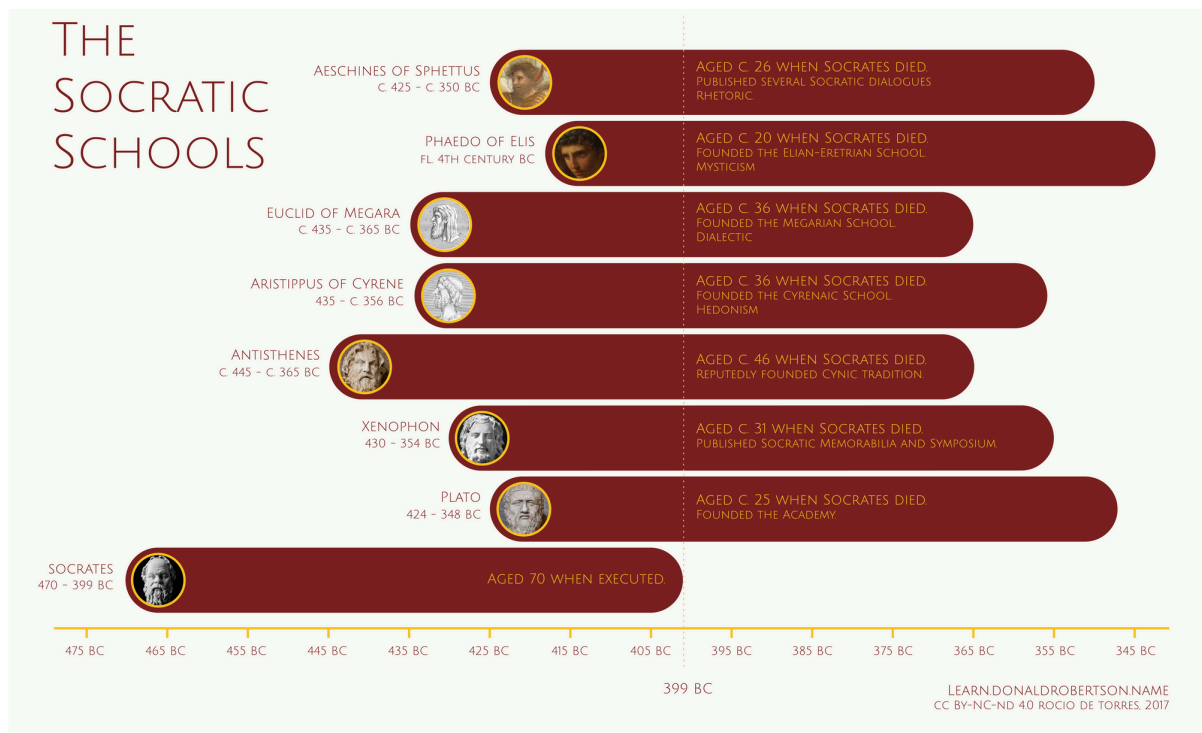 The
Socratic
Schools
Aeschines of Sphettus
c. 425 - c. 350 BC
Aged c. 26 when Socrates died.
Published several Socratic dialogues
Rhetoric
Phaedo of Elis
fl. 4th century BC
Aged c. 20 when Socrates died.
Founded the Elian-Eretrian School.
Mysticism
Euclid of Megara
c. 435 - c. 365 BC
Aged c. 36 when Socrates died.
Founded the Megarian School.
Dialectic
Aristippus of Cyrene
435 - c. 356 BC
Aged c. 36 when Socrates died.
Founded the Cyrenaic School.
Hedonism
Antisthenes
c. 445 - c. 365 BC
Aged c. 46 when Socrates died.
Reputedly founded Cynic tradition.
Xenophon
430 - 354 BC
Aged c. 31 when Socrates died.
Published Socratic Memorabilia and Symposium.
Plato
424 - 348 BC
Aged c. 25 when Socrates died.
Founded the Academy.
socrates
470 - 399 BC
Aged 70 when executed.
475 BC 465 BC 455 BC 445 BC 435 BC 425 BC 415 BC 405 BC 395 BC 385 BC 375 BC 365 BC 355 BC 345 BC
399 BC
Learn.donaldrobertson.name
cc By-NC-nd 4.0 rocio de torres, 2017